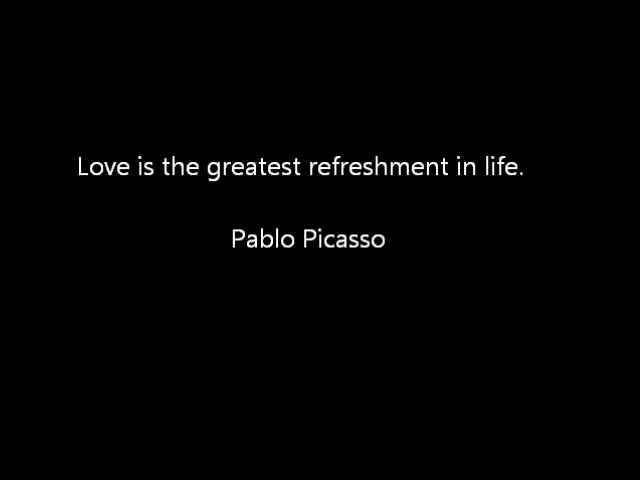 Love is the greatest refreshment in life.
Pablo Picasso